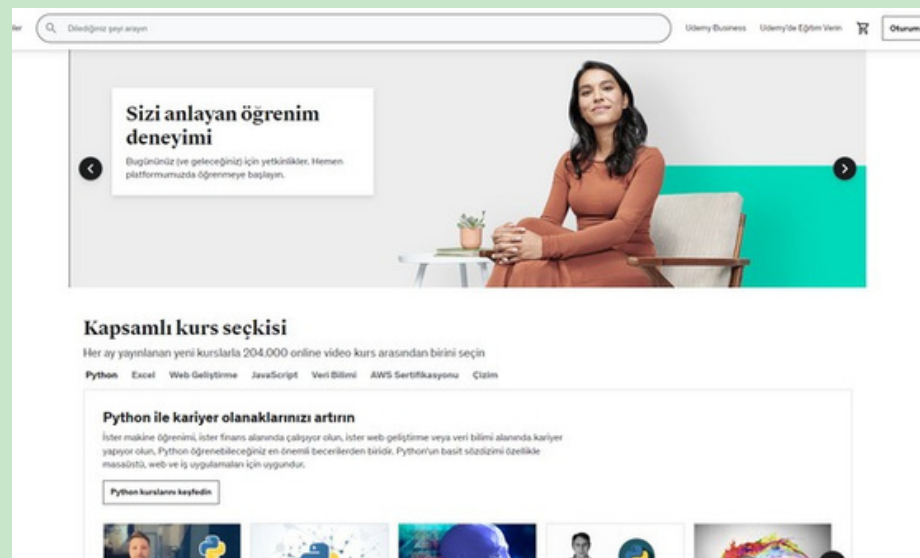 ler
Dilediğiniz şeyi arayın
Udemy Business
Udemy'de Eğitim Verin
Oturum
Sizi anlayan öğrenim
deneyimi
Bugününüz (ve geleceğiniz) için yetkinlikler. Hemen
platformumuzda öğrenmeye başlayın.
Kapsamlı kurs seçkisi
Her ay yayınlanan yeni kurslarla 204.000 online video kurs arasından birini seçin
Python Excel Web Geliştirme JavaScript Veri Bilimi AWS Sertifikasyonu Çizim
Python ile kariyer olanaklarınızı artırın
İster makine öğrenimi, ister finans alanında çalışıyor olun, ister web geliştirme veya veri bilimi alanında kariyer
yapıyor olun, Python öğrenebileceğiniz en önemli becerilerden biridir. Python'un basit sözdizimi özellikle
masaüstü, web ve iş uygulamaları için uygundur.
Python kurslarını keşfedin